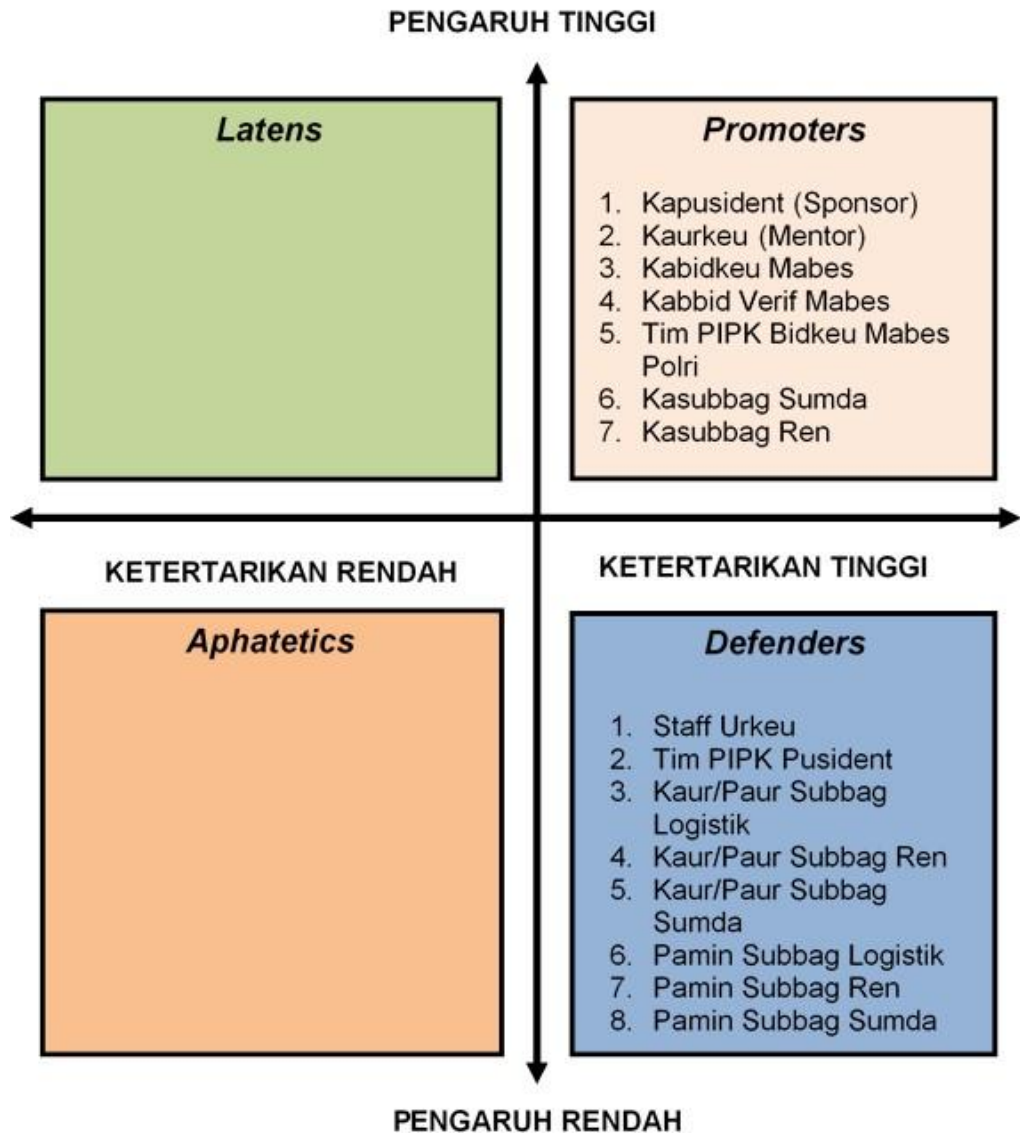 PENGARUH TINGGI
Latens
Promoters
1. Kapusident (Sponsor)
2. Kaurkeu (Mentor)
3. Kabidkeu Mabes
4. Kabbid Verif Mabes
5. Tim PIPK Bidkeu Mabes
Polri
6. Kasubbag Sumda
7. Kasubbag Ren
KETERTARIKAN RENDAH
KETERTARIKAN TINGGI
Aphatetics
Defenders
1. Staff Urkeu
2. Tim PIPK Pusident
3. Kaur/Paur Subbag
Logistik
4. Kaur/Paur Subbag Ren
5. Kaur/Paur Subbag
Sumda
6. Pamin Subbag Logistik
7. Pamin Subbag Ren
8. Pamin Subbag Sumda
PENGARUH RENDAH